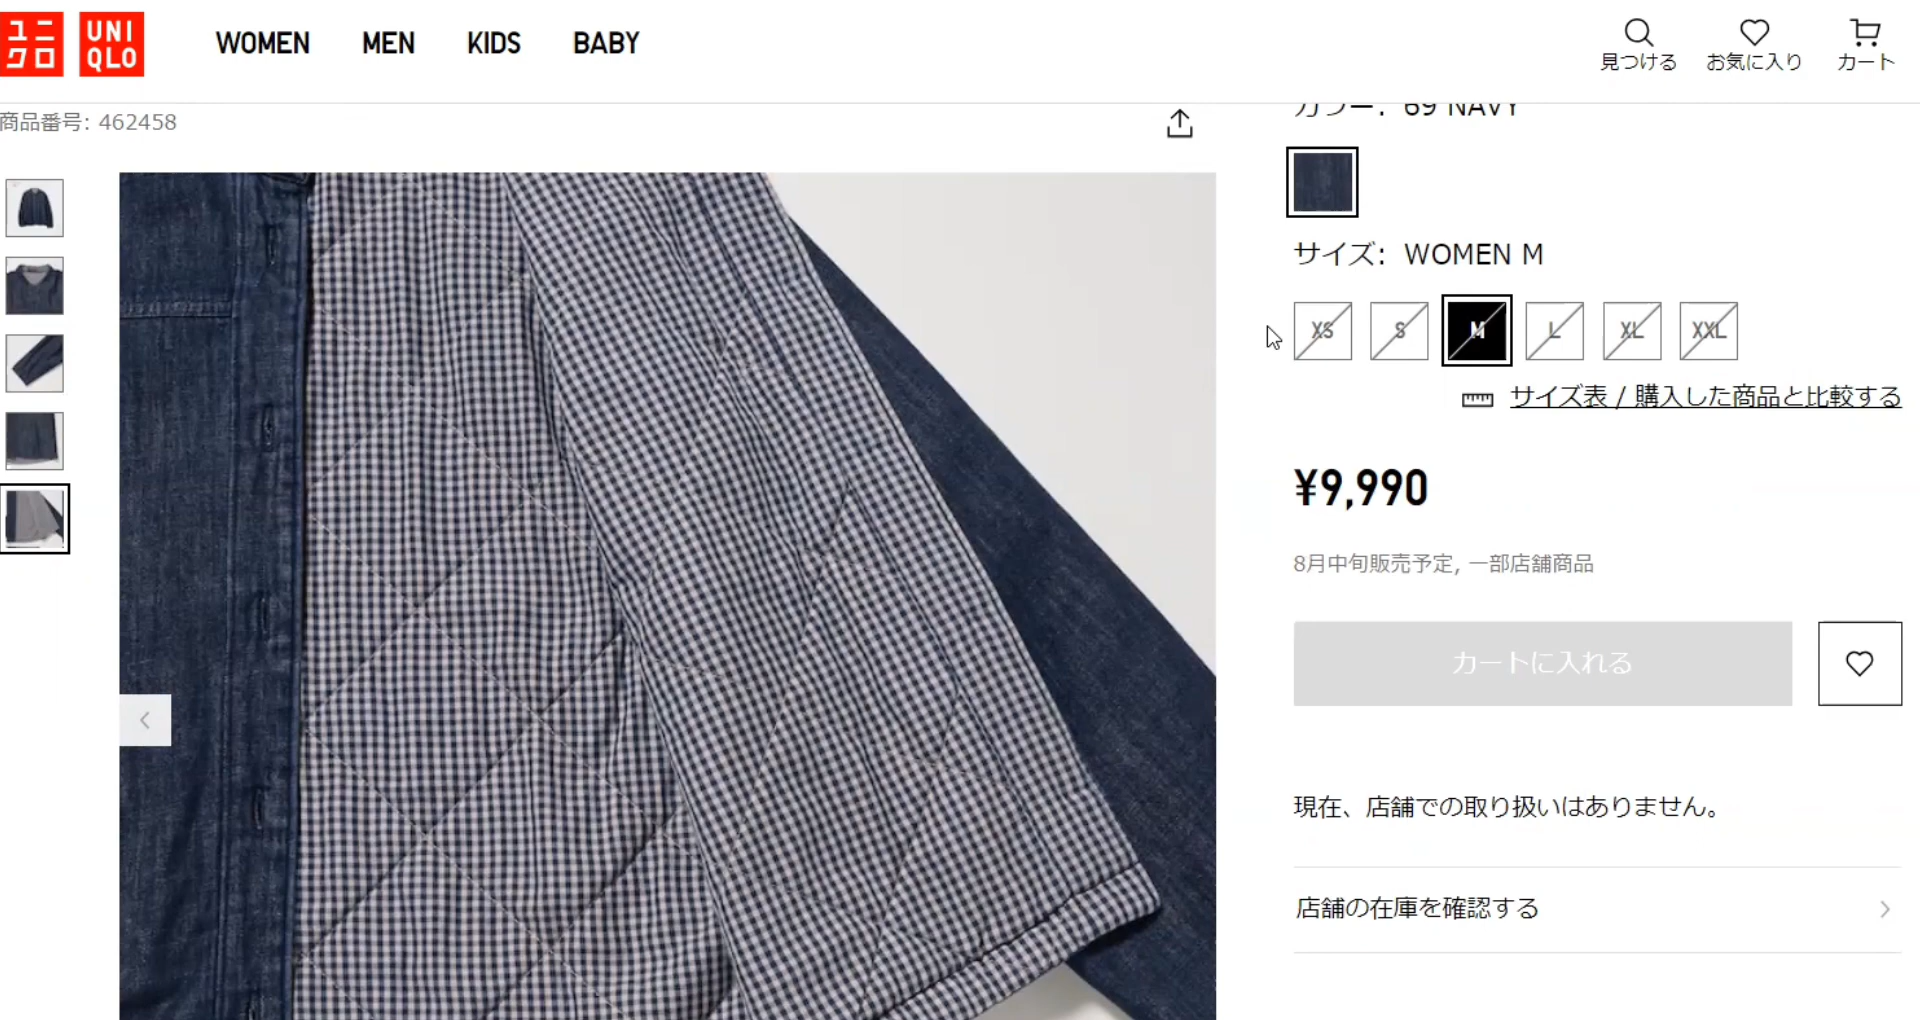 ユニ
クロ
UNI
QLO
WOMEN
MEN
KIDS
BABY
見つける
お気に入り
カート
商品番号: 462458
カラー: 69 NAVY
サイズ: WOMEN M
XS
S
M
L
XL
XXL
サイズ表 / 購入した商品と比較する
¥9,990
8月中旬販売予定, 一部店舗商品
カートに入れる
現在、店舗での取り扱いはありません。
店舗の在庫を確認する